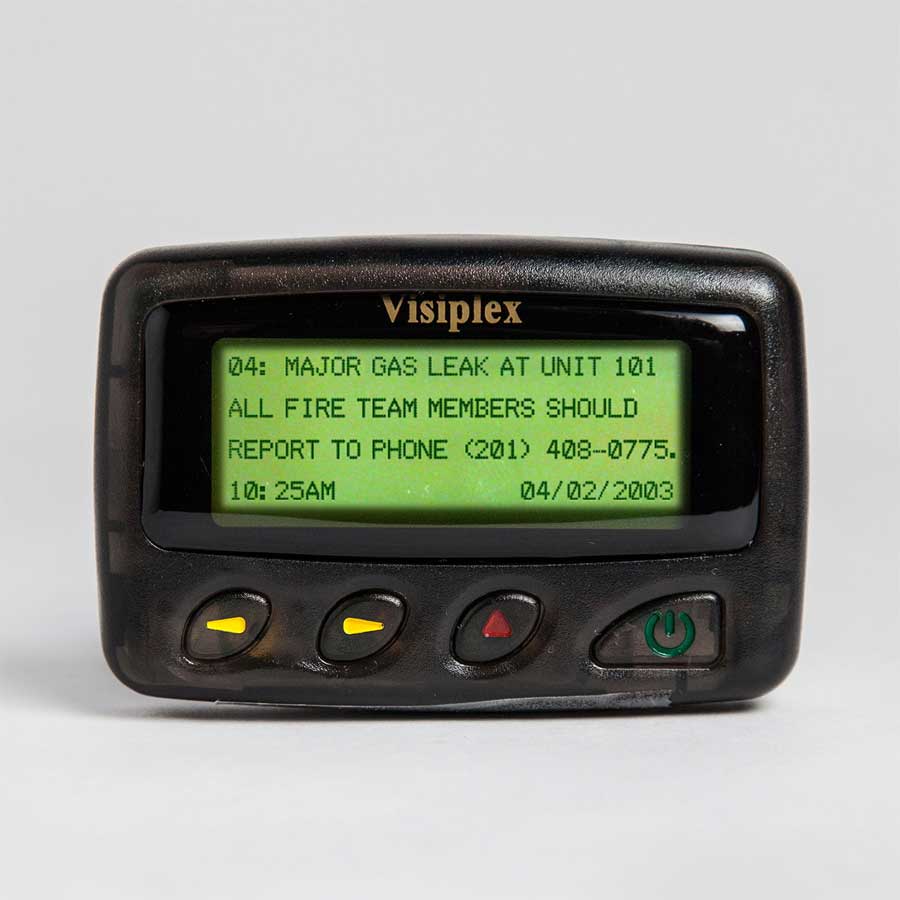 Visiplex
04: MAJOR GAS LEAK AT UNIT 101
ALL FIRE TEAM MEMBERS SHOULD
REPORT TO PHONE (201) 408-0775.
10:25AM 04/02/2003